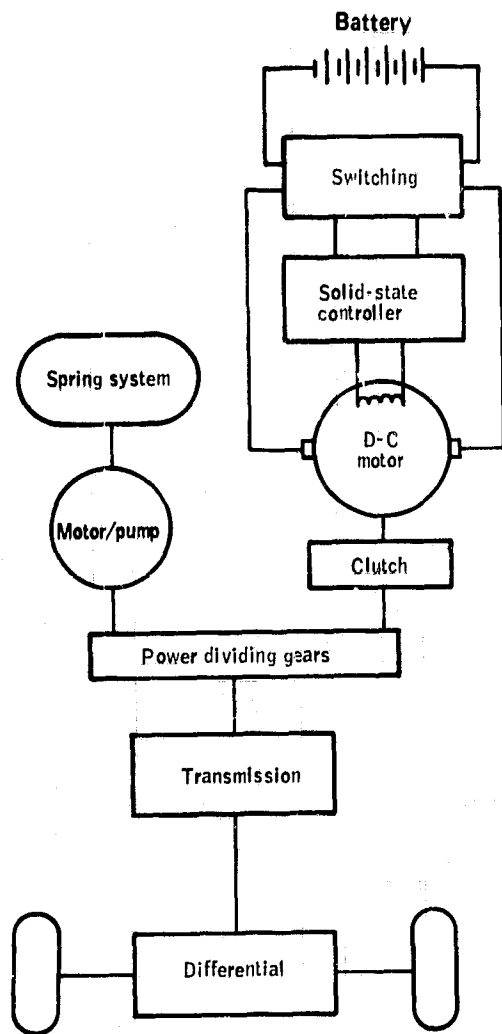 Battery
Switching
Solid-state
controller
Spring system
D-C
motor
Motor/pump
Clutch
Power dividing gears
Transmission
Differential